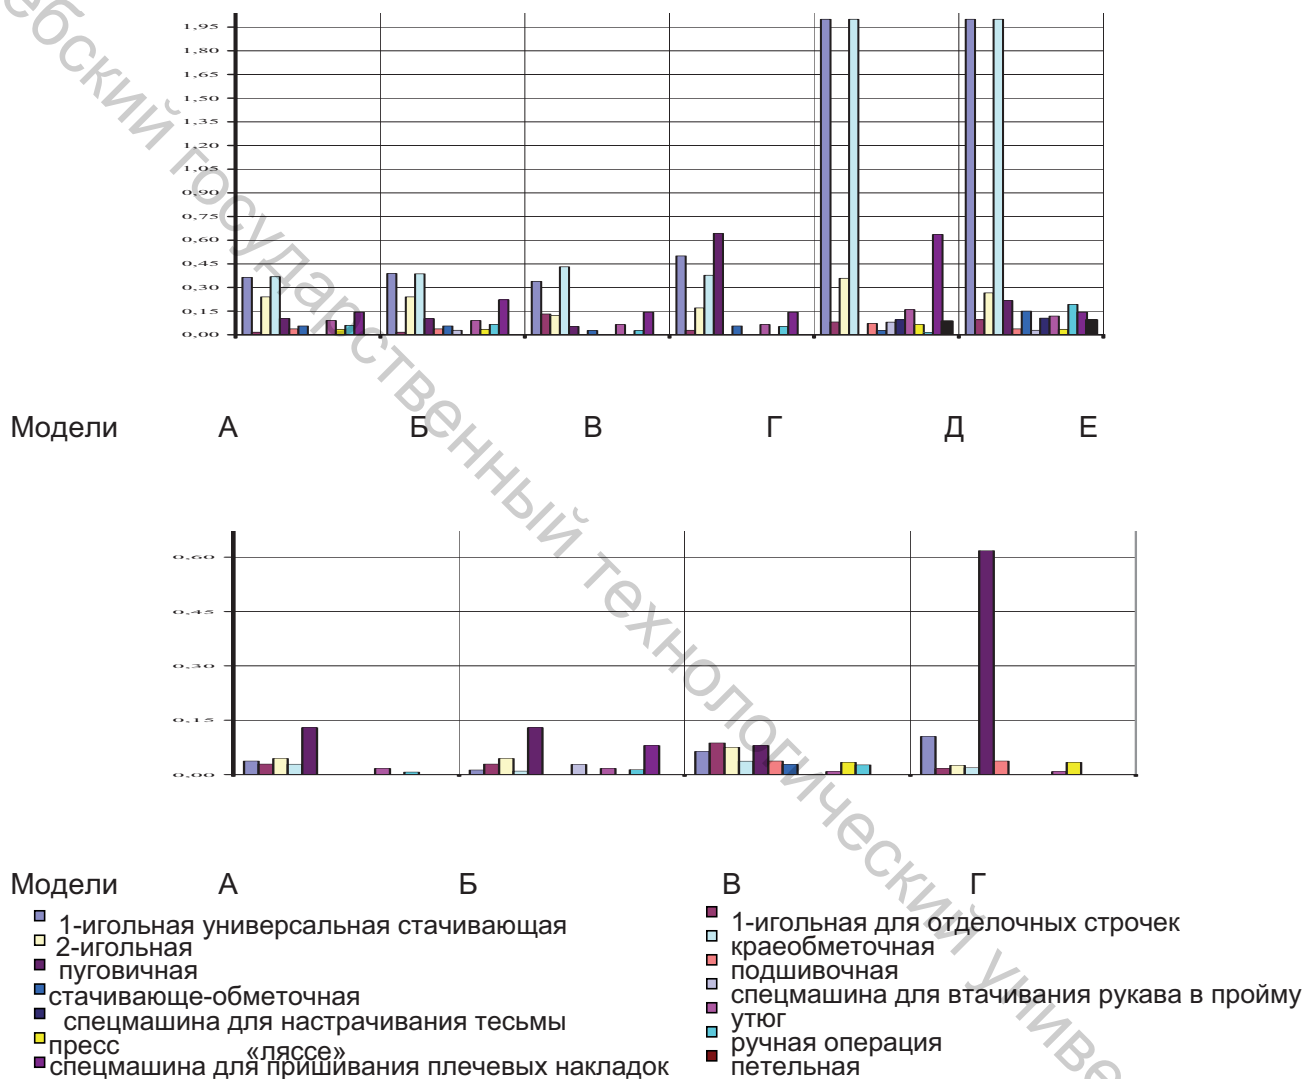 1,95
1,80
1,65
1,50
1,35
1,20
1,05
0,90
0,75
0,60
0,45
0,30
0,15
0,00
Модели А Б В Г Д Е
0,60
0,45
0,30
0,15
0,00
Модели А Б В Г
1-игольная универсальная стачивающая
2-игольная
пуговичная
стачивающе-обметочная
спецмашина для настрачивания тесьмы
«ляссе»
пресс
спецмашина для пришивания плечевых накладок
1-игольная для отделочных строчек
краеобметочная
подшивочная
спецмашина для втачивания рукава в пройму
утюг
ручная операция
петельная
государственный технологический